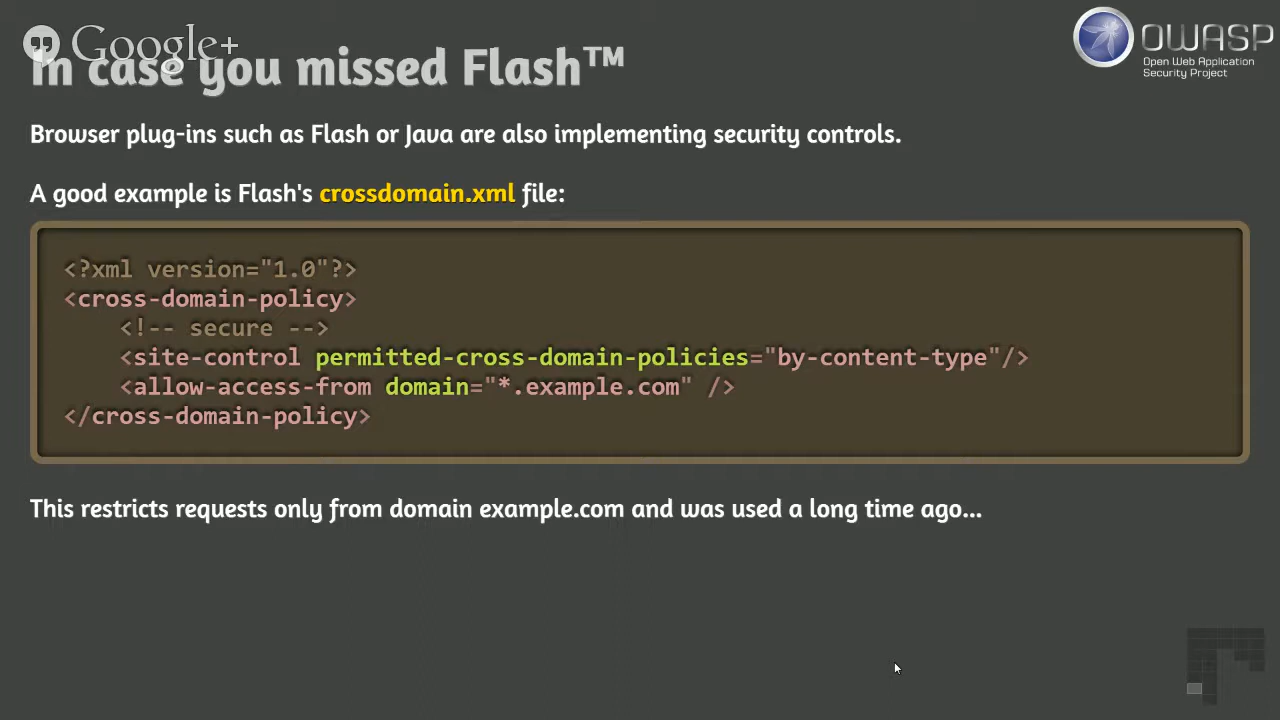 Google+
In case you missed Flash™
OWASP
Open Web Application
Security Project
Browser plug-ins such as Flash or Java are also implementing security controls.
A good example is Flash's crossdomain.xml file:
<?xml version="1.0"?>
<cross-domain-policy>
    <!-- secure -->
    <site-control permitted-cross-domain-policies="by-content-type"/>
    <allow-access-from domain="*.example.com" />
</cross-domain-policy>
This restricts requests only from domain example.com and was used a long time ago...